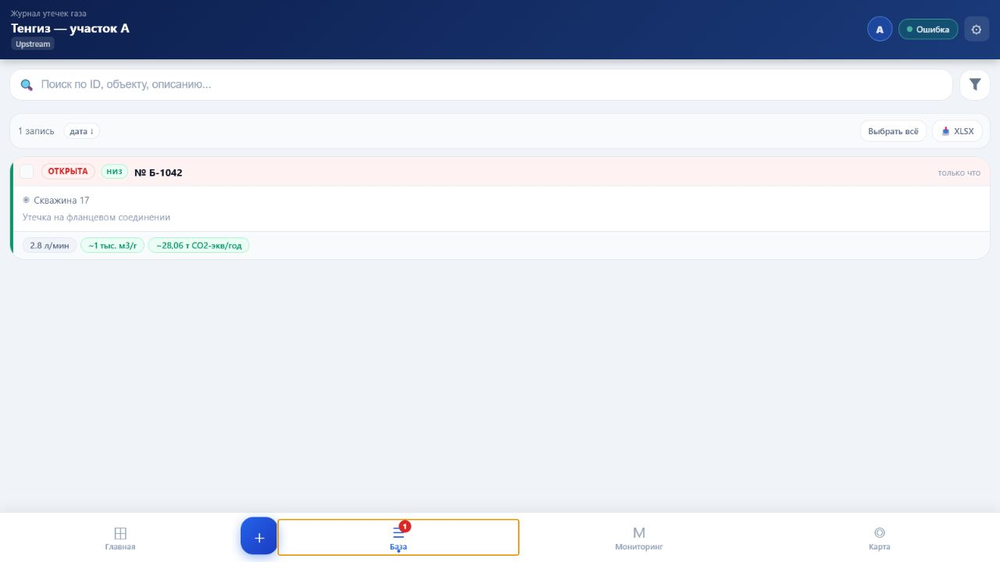 Журнал утечек газа
Тенгиз — участок А
Upstream
А
Ошибка
Поиск по ID, объекту, описанию...
1 запись
дата ↓
Выбрать всё
XLSX
ОТКРЫТА
низ
№ Б-1042
только что
Скважина 17
Утечка на фланцевом соединении
2.8 л/мин
~1 тыс. м3/г
~28,06 т CO2-экв/год
Главная
+
1
База
М
Мониторинг
Карта